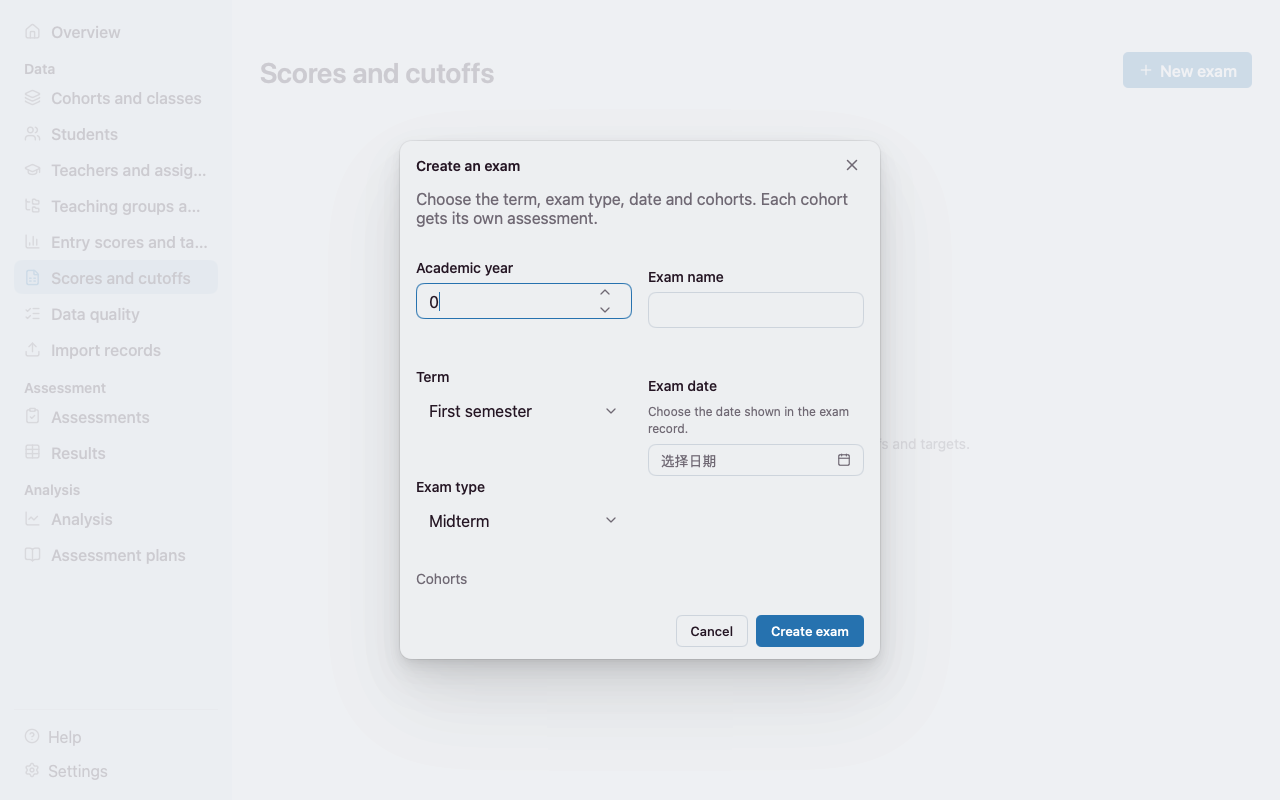 Overview
Data
Cohorts and classes
Students
Teachers and assig...
Teaching groups a...
Entry scores and ta...
Scores and cutoffs
Data quality
Import records
Assessment
Assessments
Results
Analysis
Analysis
Assessment plans
Help
Settings
Scores and cutoffs
New exam
s and targets.
Create an exam
Choose the term, exam type, date and cohorts. Each cohort
gets its own assessment.
Academic year
0
Exam name
Term
First semester
Exam date
Choose the date shown in the exam
record.
选择日期
Exam type
Midterm
Cohorts
Cancel
Create exam